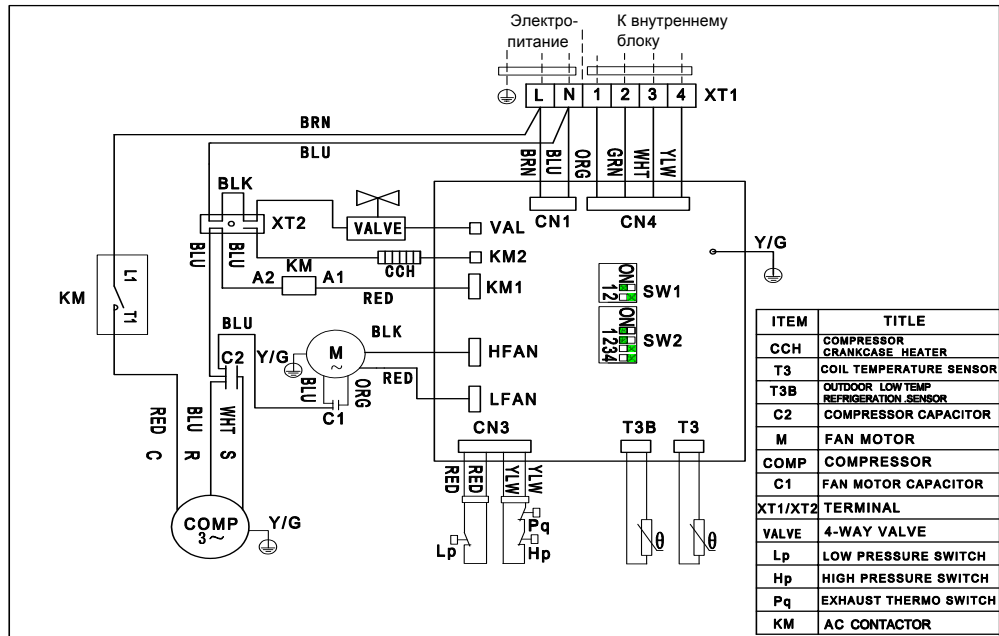 Электро-
питание
К внутреннему
блоку
L N 1 2 3 4 XT1
BRN
BLU
BRN
BLU
ORG
GRN
WHT
YLW
BLK
CN1
CN4
XT2
VALVE
VAL
Y/G
BLU
BLU
CCH
KM2
KM
L1
T1
A2
KM
A1
RED
KM1
ON
12
SW1
BLK
ON
1234
SW2
BLU
C2
Y/G
M
~
HFAN
RED
BLU
ORG
C1
LFAN
CN3
T3B
T3
RED C
BLU R
WHT S
RED
RED
YLW
YLW
COMP
3~
Y/G
Lp
Pq
Hp
θ
θ
ITEM TITLE
CCH COMPRESSOR
CRANKCASE HEATER
T3 COIL TEMPERATURE SENSOR
T3B OUTDOOR LOW TEMP
REFRIGERATION .SENSOR
C2 COMPRESSOR CAPACITOR
M FAN MOTOR
COMP COMPRESSOR
C1 FAN MOTOR CAPACITOR
XT1/XT2 TERMINAL
VALVE 4-WAY VALVE
Lp LOW PRESSURE SWITCH
Hp HIGH PRESSURE SWITCH
Pq EXHAUST THERMO SWITCH
KM AC CONTACTOR